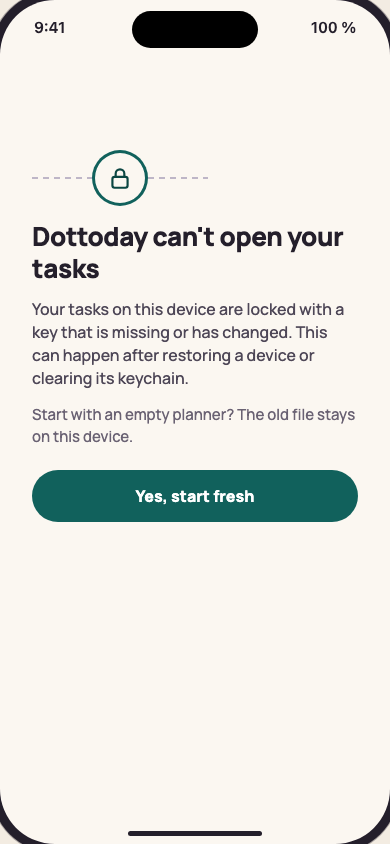 9:41
100 %
Dottoday can't open your
tasks
Your tasks on this device are locked with a
key that is missing or has changed. This
can happen after restoring a device or
clearing its keychain.
Start with an empty planner? The old file stays
on this device.
Yes, start fresh